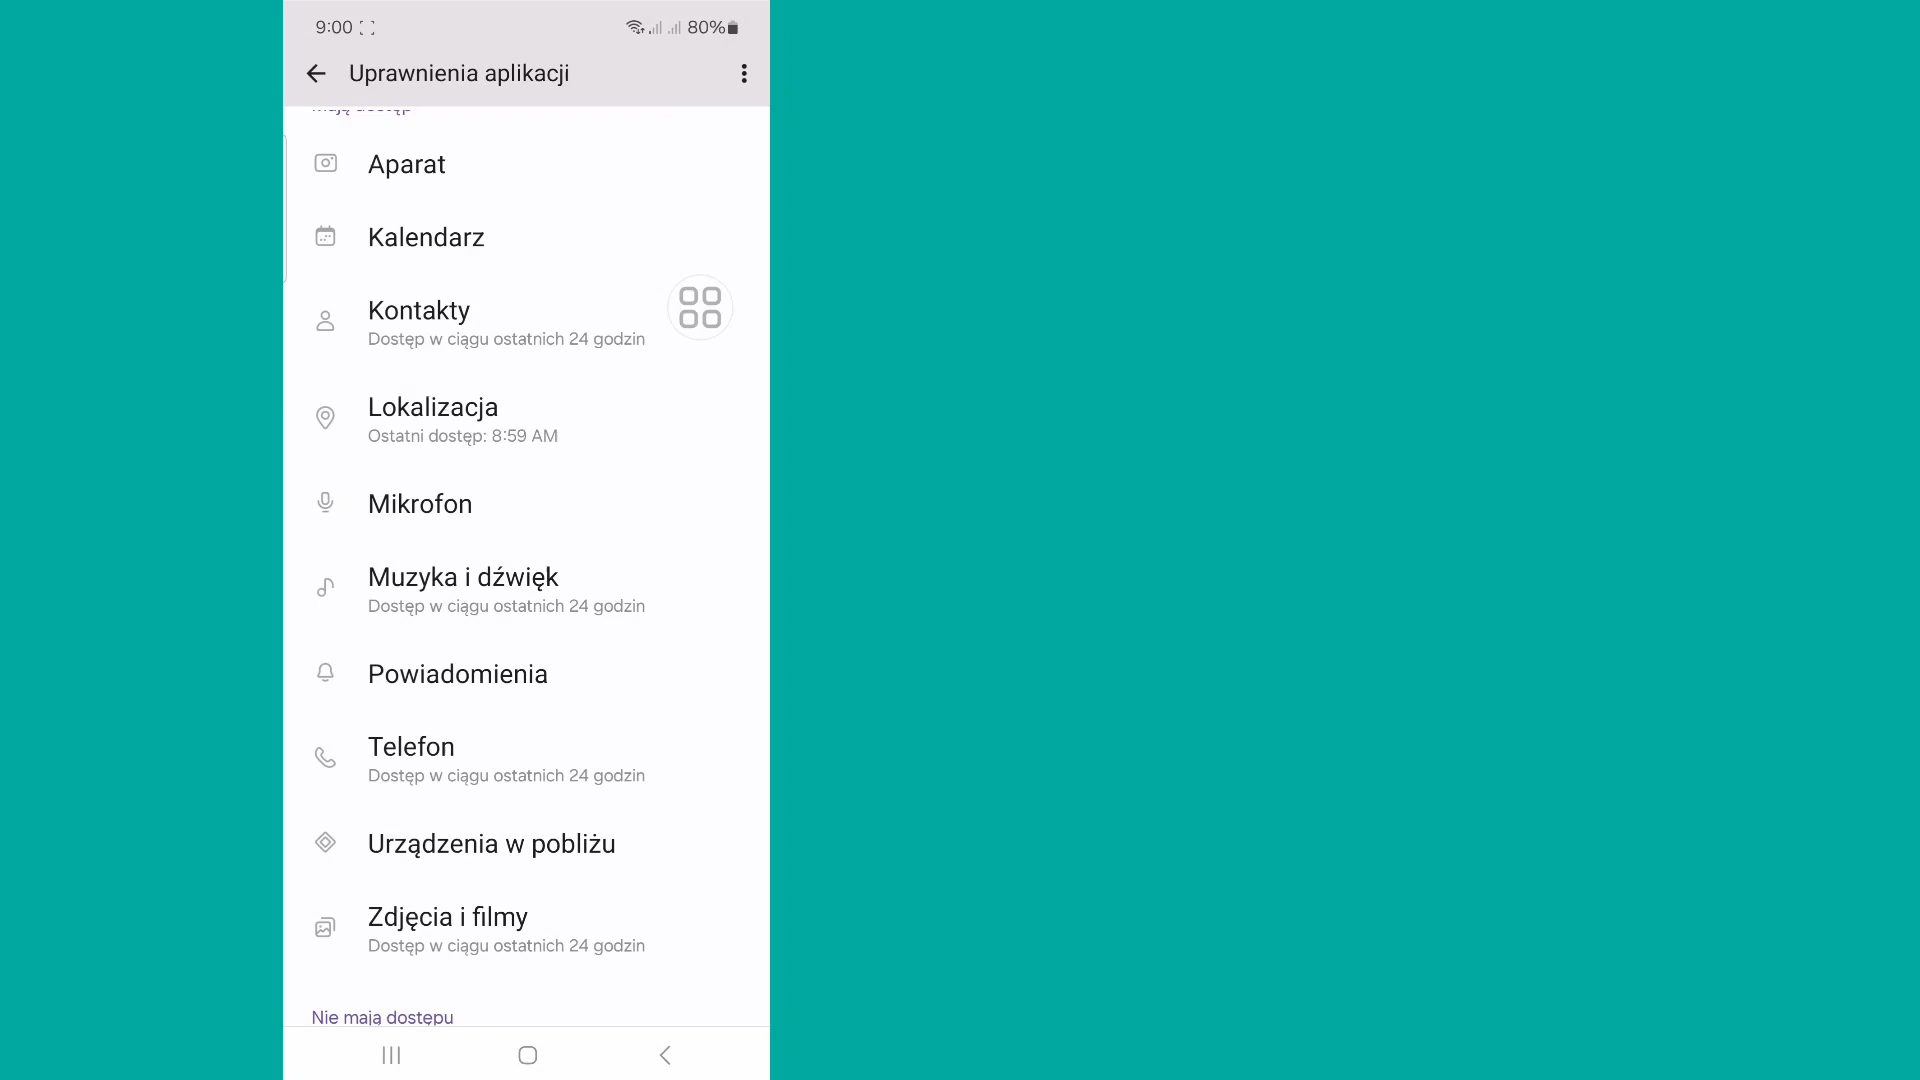 9:00
80%
Uprawnienia aplikacji
Mają dostęp
Aparat
Kalendarz
Kontakty
Dostęp w ciągu ostatnich 24 godzin
Lokalizacja
Ostatni dostęp: 8:59 AM
Mikrofon
Muzyka i dźwięk
Dostęp w ciągu ostatnich 24 godzin
Powiadomienia
Telefon
Dostęp w ciągu ostatnich 24 godzin
Urządzenia w pobliżu
Zdjęcia i filmy
Dostęp w ciągu ostatnich 24 godzin
Nie mają dostępu